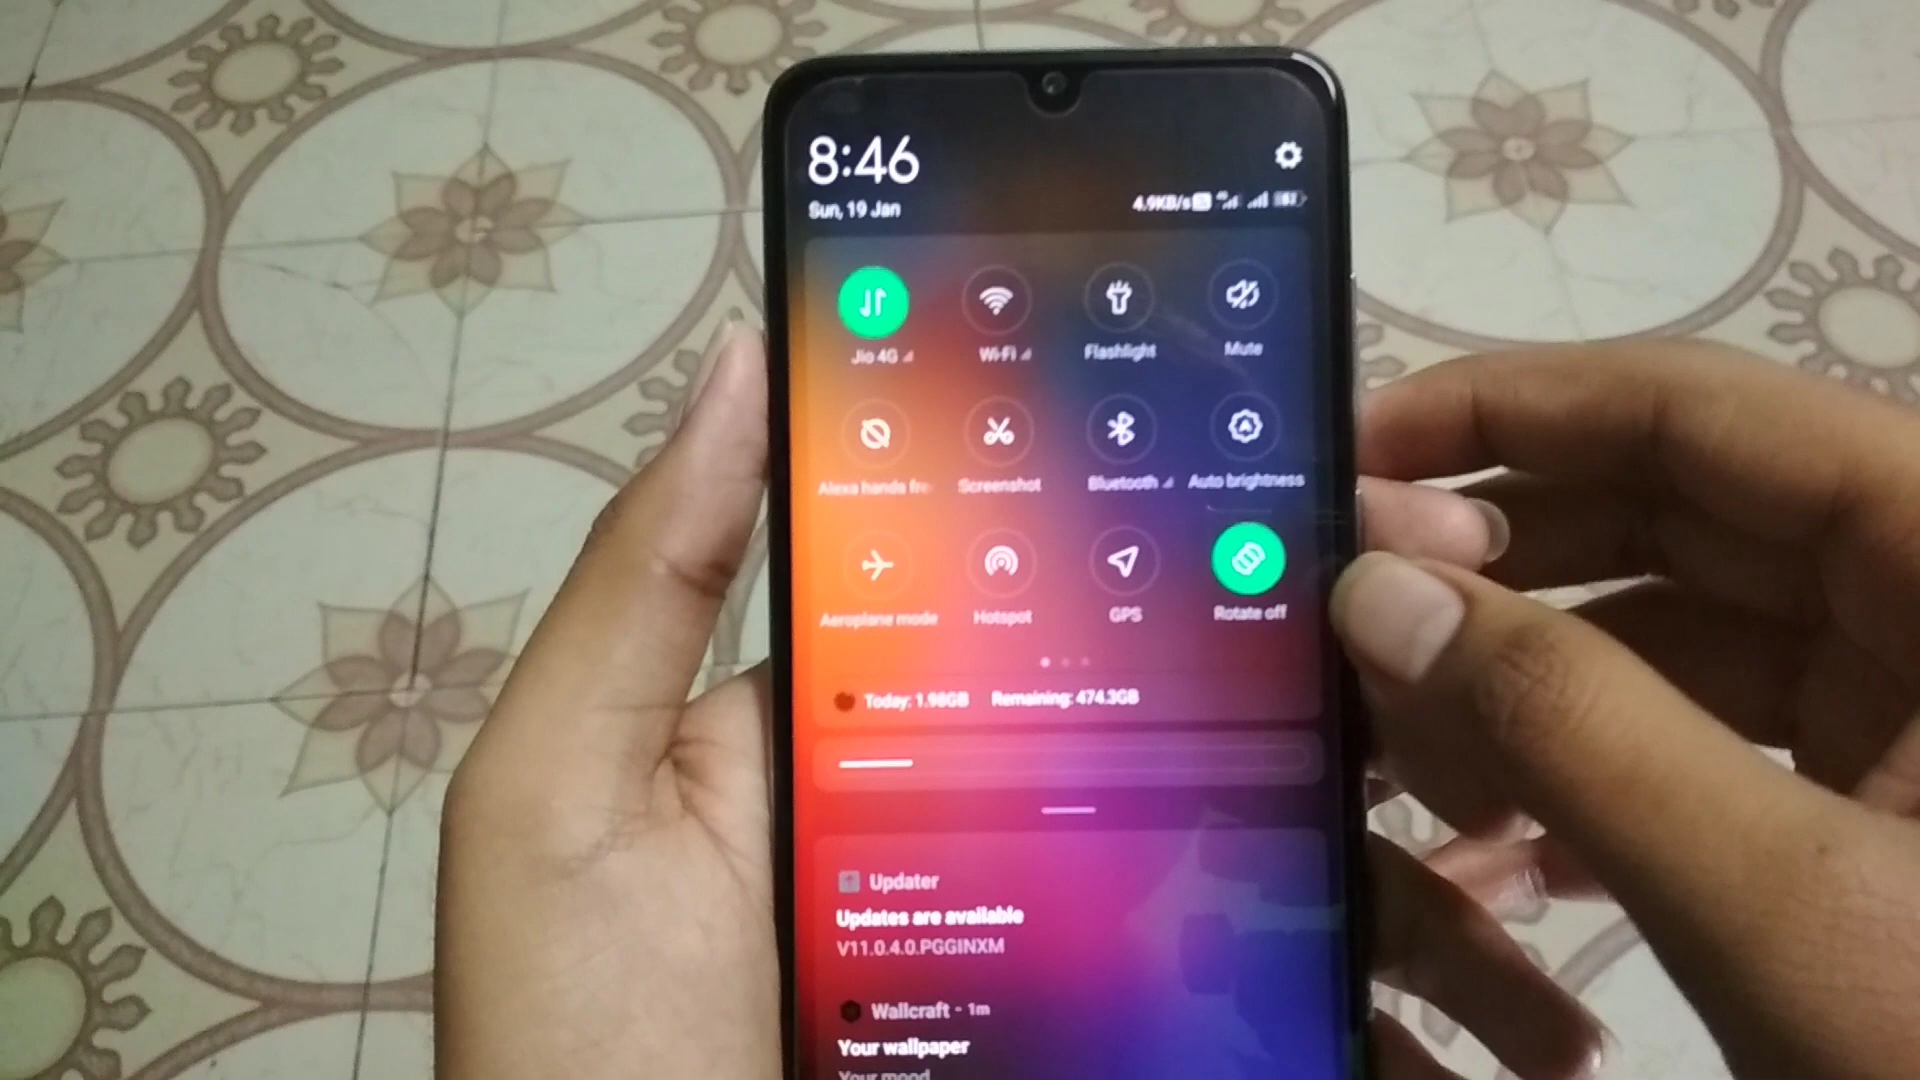 8:46
Sun, 19 Jan
4.9KB/s
Jio 4G
Wi-Fi
Flashlight
Mute
Alexa hands fre
Screenshot
Bluetooth
Auto brightness
Aeroplane mode
Hotspot
GPS
Rotate off
Today: 1.98GB Remaining: 474.3GB
Updater
Updates are available
V11.0.4.0.PGGINXM
Wallcraft - 1m
Your wallpaper
Your mood